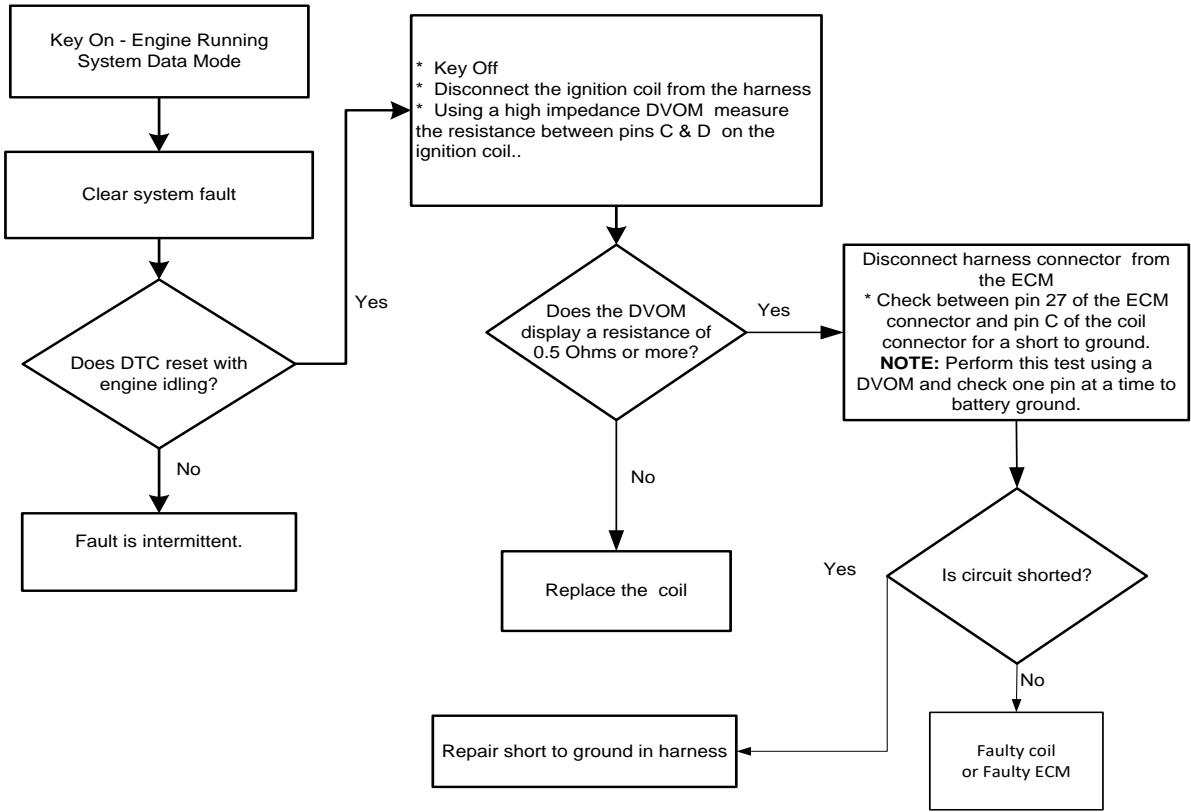 Key On - Engine Running
System Data Mode
Clear system fault
Does DTC reset with
engine idling?
Yes
No
Fault is intermittent.
* Key Off
* Disconnect the ignition coil from the harness
* Using a high impedance DVOM measure
the resistance between pins C & D on the
ignition coil..
Does the DVOM
display a resistance of
0.5 Ohms or more?
Yes
No
Replace the coil
Disconnect harness connector from
the ECM
* Check between pin 27 of the ECM
connector and pin C of the coil
connector for a short to ground.
NOTE: Perform this test using a
DVOM and check one pin at a time to
battery ground.
Is circuit shorted?
Yes
No
Repair short to ground in harness
Faulty coil
or Faulty ECM